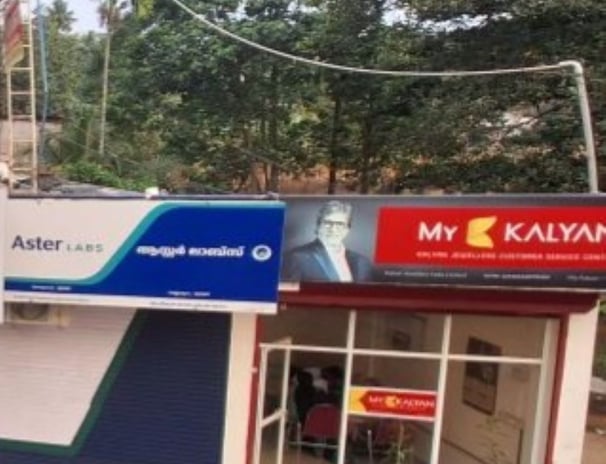 Aster LABS
ആസ്റ്റർ ലാബ്സ്
MY KALYAN
KALYAN JEWELLERS CUSTOMER SERVICE CENT
MY KALYAN